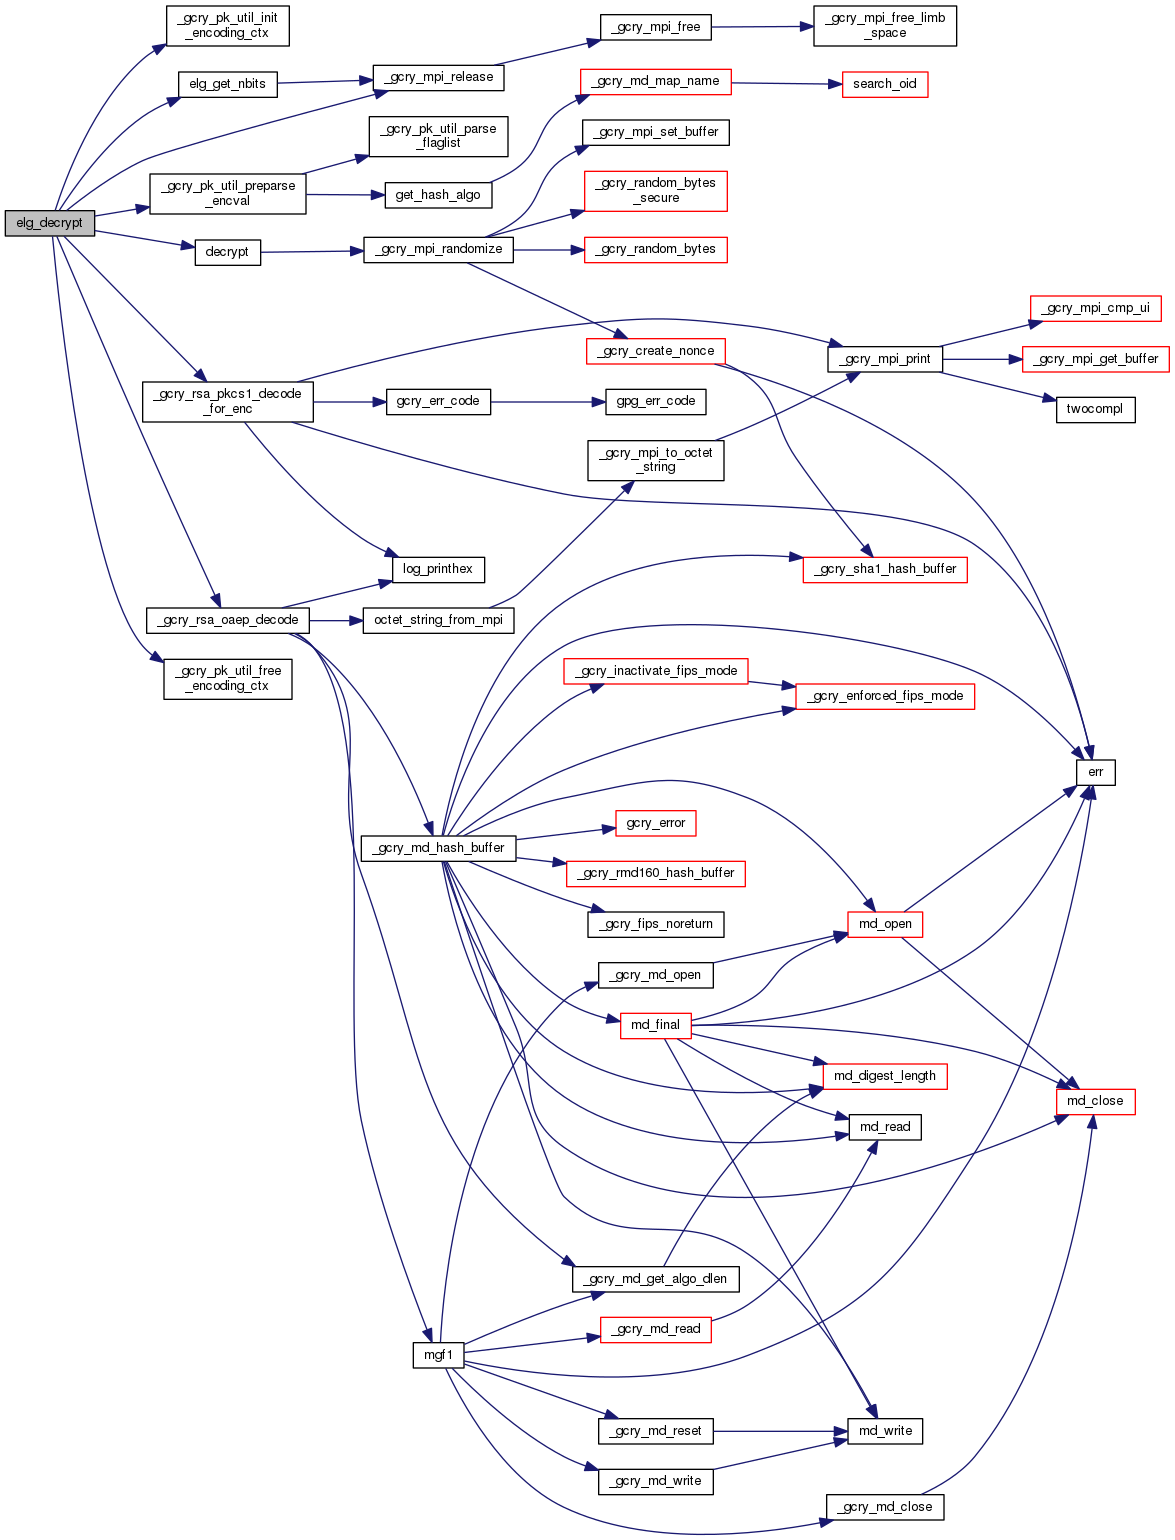 _gcry_pk_util_init
_encoding_ctx
_gcry_mpi_free
_gcry_mpi_free_limb
_space
elg_get_nbits
_gcry_mpi_release
_gcry_md_map_name
search_oid
_gcry_pk_util_parse
_flaglist
_gcry_mpi_set_buffer
_gcry_pk_util_preparse
_encval
get_hash_algo
_gcry_random_bytes
_secure
elg_decrypt
decrypt
_gcry_mpi_randomize
_gcry_random_bytes
_gcry_mpi_cmp_ui
_gcry_create_nonce
_gcry_mpi_print
_gcry_mpi_get_buffer
_gcry_rsa_pkcs1_decode
_for_enc
gcry_err_code
gpg_err_code
twocompl
_gcry_mpi_to_octet
_string
log_printhex
_gcry_sha1_hash_buffer
_gcry_rsa_oaep_decode
octet_string_from_mpi
_gcry_pk_util_free
_encoding_ctx
_gcry_inactivate_fips_mode
_gcry_enforced_fips_mode
err
gcry_error
_gcry_md_hash_buffer
_gcry_rmd160_hash_buffer
_gcry_fips_noreturn
md_open
_gcry_md_open
md_final
md_digest_length
md_close
md_read
_gcry_md_get_algo_dlen
_gcry_md_read
mgf1
_gcry_md_reset
md_write
_gcry_md_write
_gcry_md_close